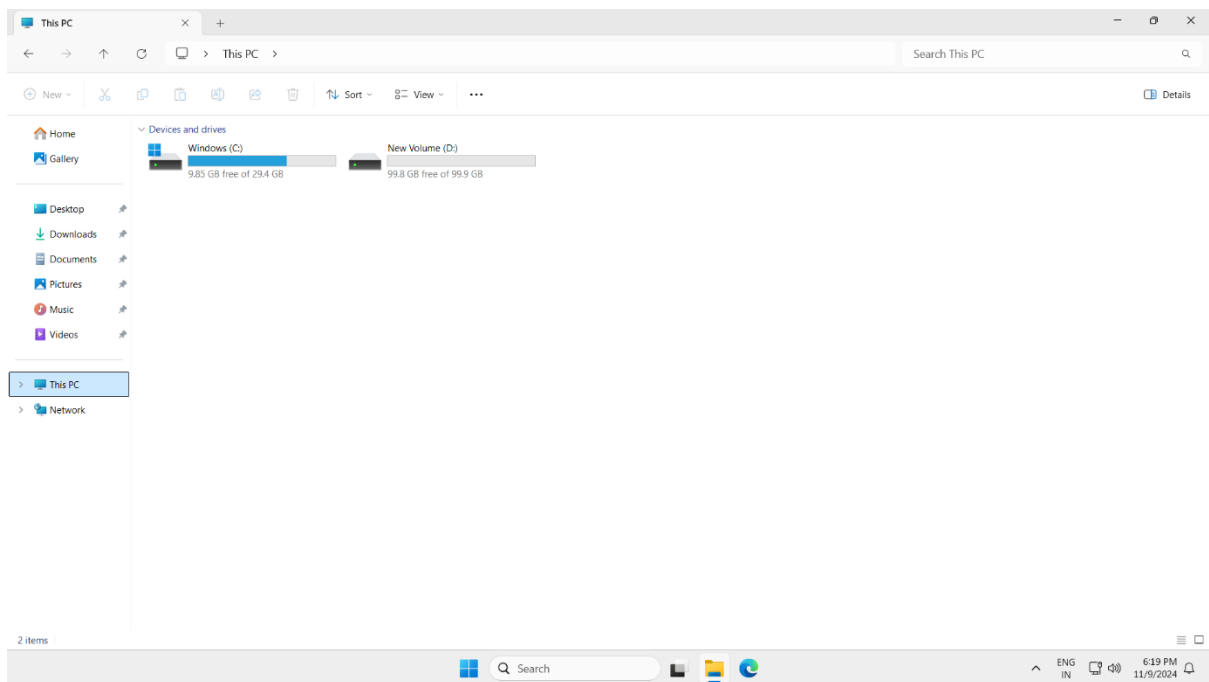 This PC
This PC
Search This PC
New
Sort
View
Details
Home
Gallery
Desktop
Downloads
Documents
Pictures
Music
Videos
This PC
Network
Devices and drives
Windows (C:)
9.85 GB free of 29.4 GB
New Volume (D:)
99.8 GB free of 99.9 GB
2 items
Search
ENG
IN
6:19 PM
11/9/2024